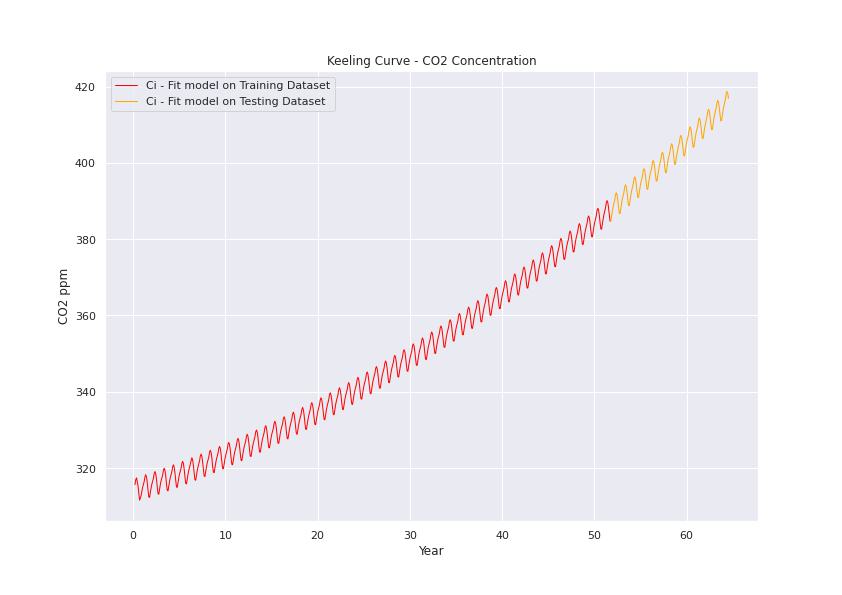 Keeling Curve - CO2 Concentration
Ci - Fit model on Training Dataset
Ci - Fit model on Testing Dataset
420
400
380
360
340
320
CO2 ppm
0 10 20 30 40 50 60
Year